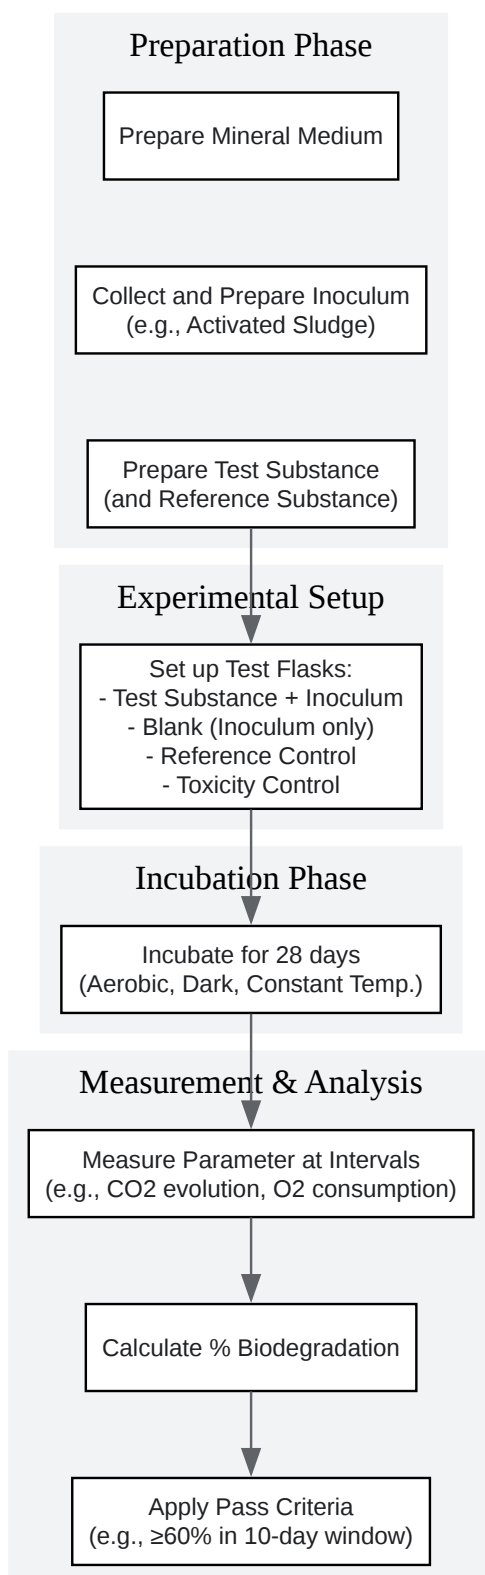 Preparation Phase
Prepare Mineral Medium
Collect and Prepare Inoculum
(e.g., Activated Sludge)
Prepare Test Substance
(and Reference Substance)
Experimental Setup
Set up Test Flasks:
- Test Substance + Inoculum
- Blank (Inoculum only)
- Reference Control
- Toxicity Control
Incubation Phase
Incubate for 28 days
(Aerobic, Dark, Constant Temp.)
Measurement & Analysis
Measure Parameter at Intervals
(e.g., CO2 evolution, O2 consumption)
Calculate % Biodegradation
Apply Pass Criteria
(e.g., ≥60% in 10-day window)